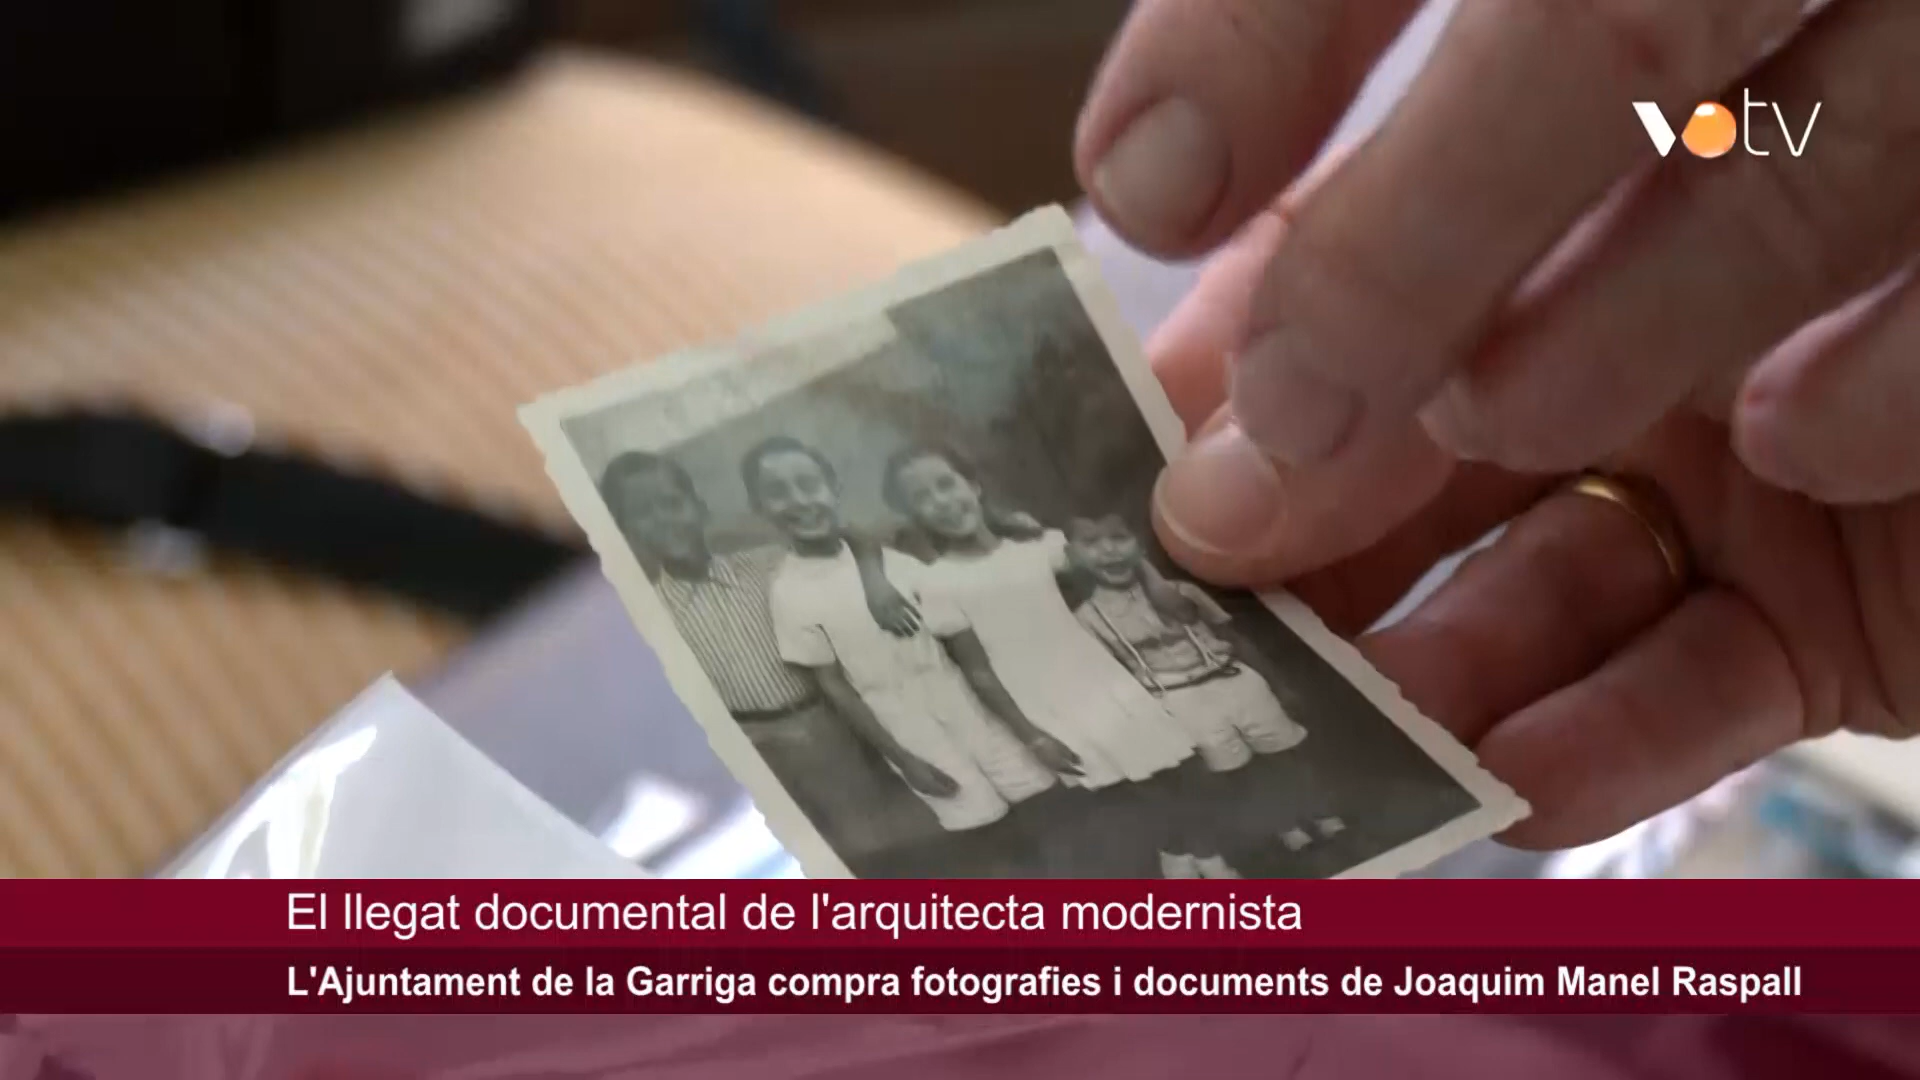 votv
El llegat documental de l'arquitecta modernista
L'Ajuntament de la Garriga compra fotografies i documents de Joaquim Manel Raspall